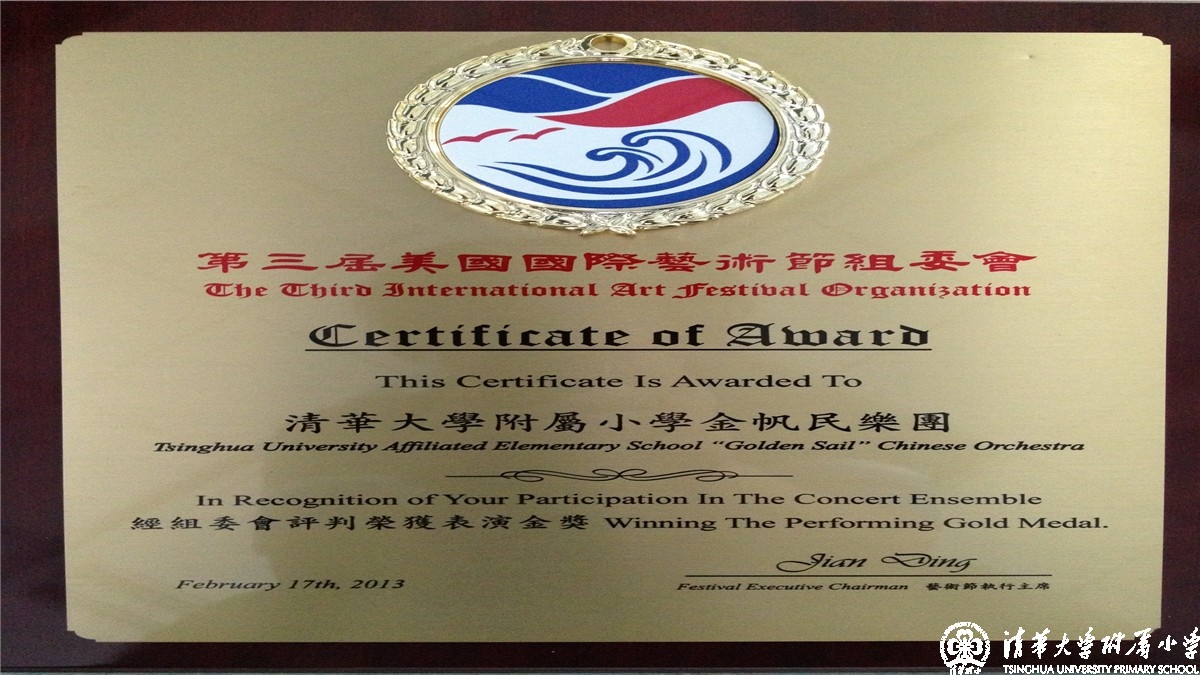 第三屆美國國際藝術節組委會
The Third International Art Festival Organization
Certificate of Award
This Certificate Is Awarded To
清華大學附屬小學金帆民樂團
Tsinghua University Affiliated Elementary School “Golden Sail” Chinese Orchestra
In Recognition of Your Participation In The Concert Ensemble
經組委會評判榮獲表演金獎 Winning The Performing Gold Medal.
Jian Ding
February 17th, 2013
Festival Executive Chairman 藝術節執行主席
清华大学附属小学
TSINGHUA UNIVERSITY PRIMARY SCHOOL